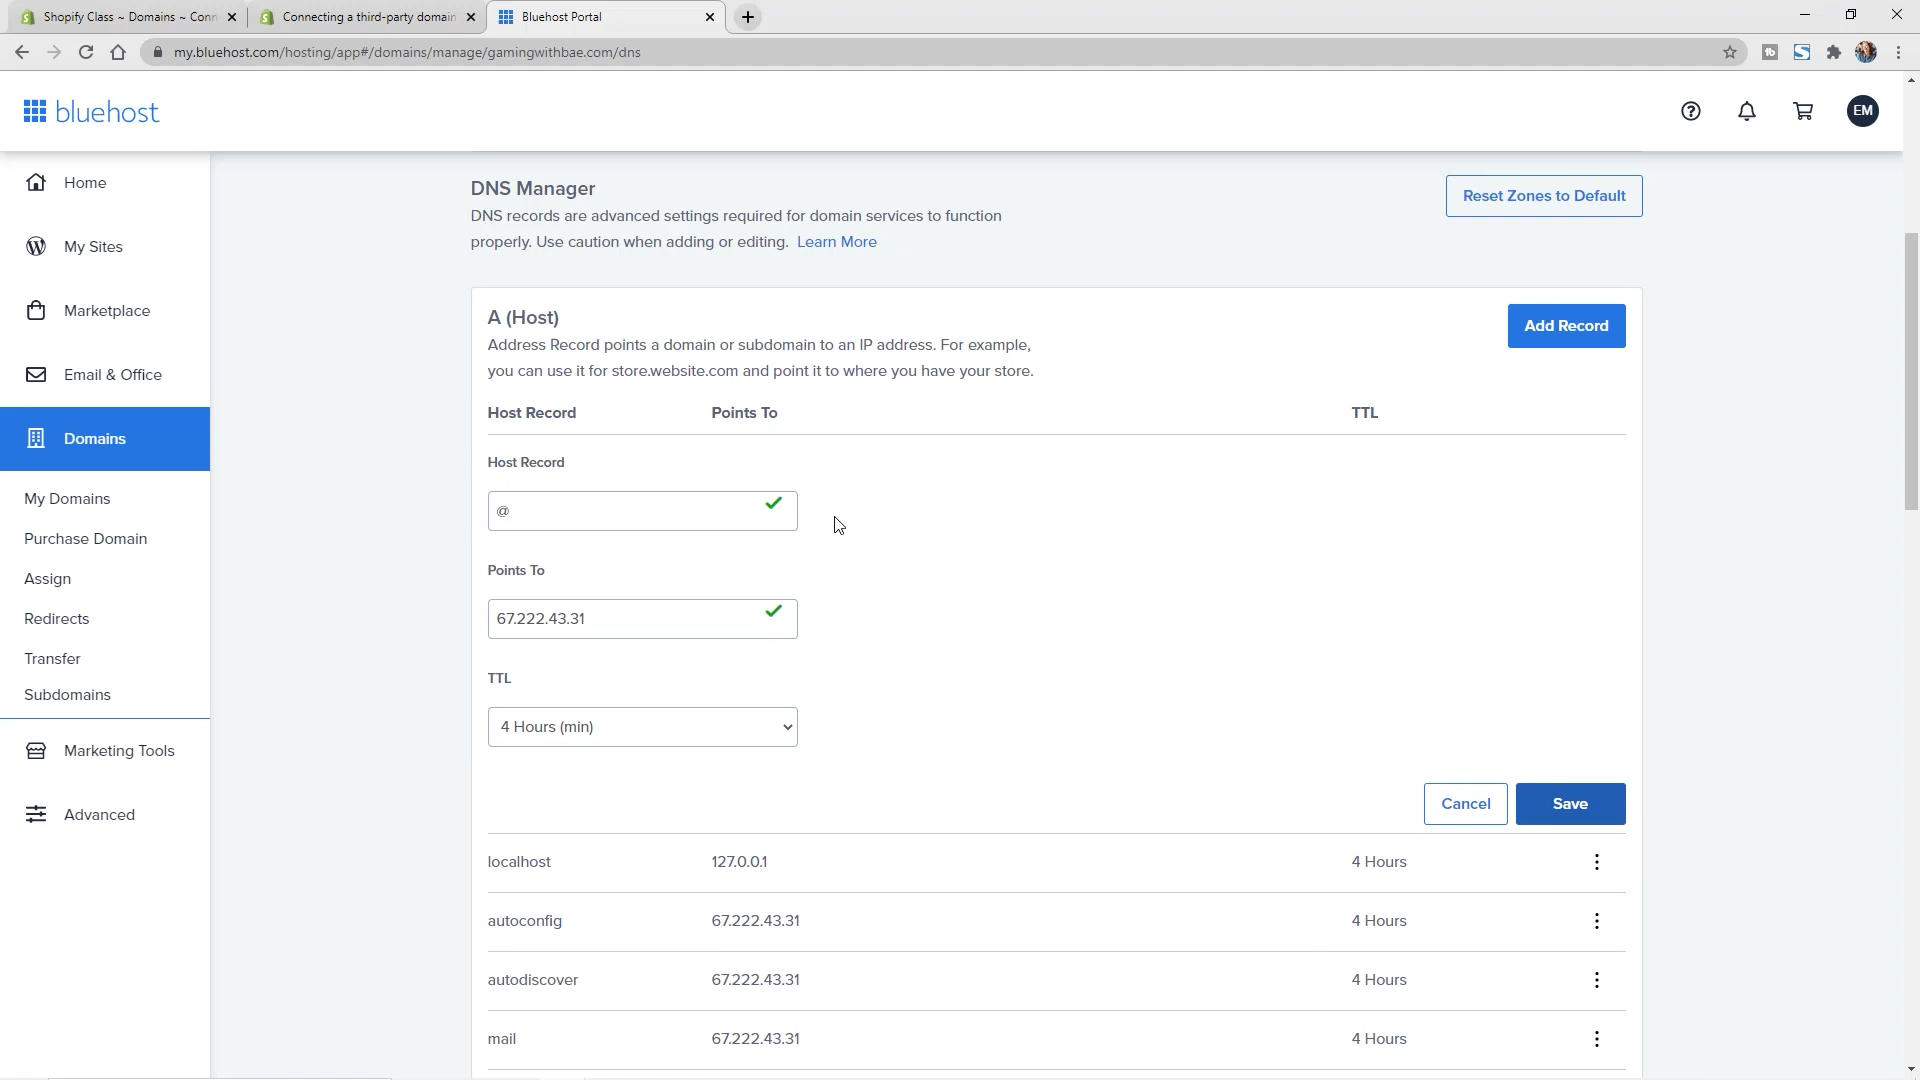 Shopify Class ~ Domains ~ Conn
Connecting a third-party domain
Bluehost Portal
my.bluehost.com/hosting/app#/domains/manage/gamingwithbae.com/dns
bluehost
EM
Home
My Sites
Marketplace
Email & Office
Domains
My Domains
Purchase Domain
Assign
Redirects
Transfer
Subdomains
Marketing Tools
Advanced
DNS Manager
DNS records are advanced settings required for domain services to function
properly. Use caution when adding or editing. Learn More
Reset Zones to Default
A (Host)
Address Record points a domain or subdomain to an IP address. For example,
you can use it for store.website.com and point it to where you have your store.
Add Record
Host Record Points To TTL
Host Record
@
Points To
67.222.43.31
TTL
4 Hours (min)
Cancel Save
localhost 127.0.0.1 4 Hours
autoconfig 67.222.43.31 4 Hours
autodiscover 67.222.43.31 4 Hours
mail 67.222.43.31 4 Hours